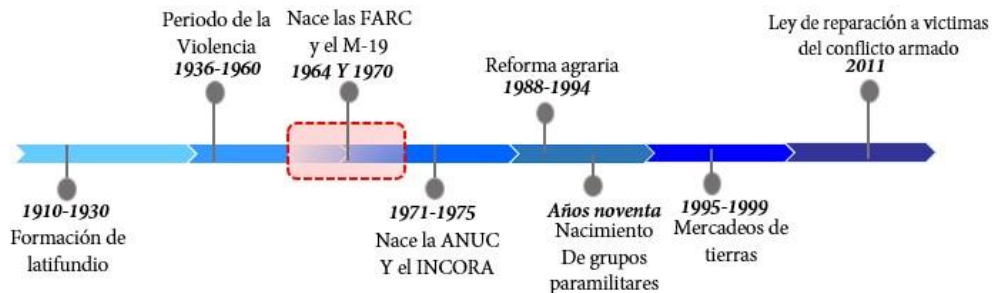 Periodo de la
Violencia
1936-1960
Nace las FARC
y el M-19
1964 Y 1970
Reforma agraria
1988-1994
Ley de reparación a victimas
del conflicto armado
2011
1910-1930
Formación de
latifundio
1971-1975
Nace la ANUC
Y el INCORA
Años noventa
Nacimiento
De grupos
paramilitares
1995-1999
Mercadeos de
tierras